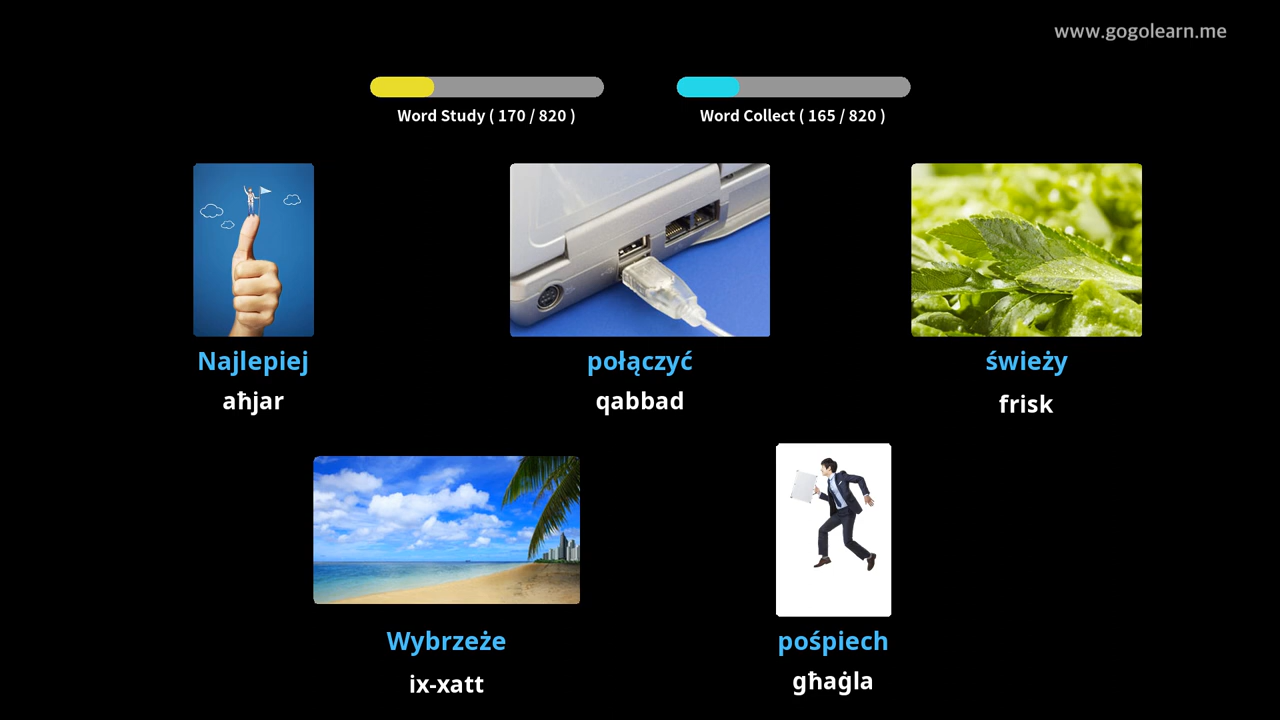 www.gogolearn.me
Word Study ( 170 / 820 )
Word Collect ( 165 / 820 )
Najlepiej
aħjar
połączyć
qabbad
świeży
frisk
Wybrzeże
ix-xatt
pośpiech
għaġla